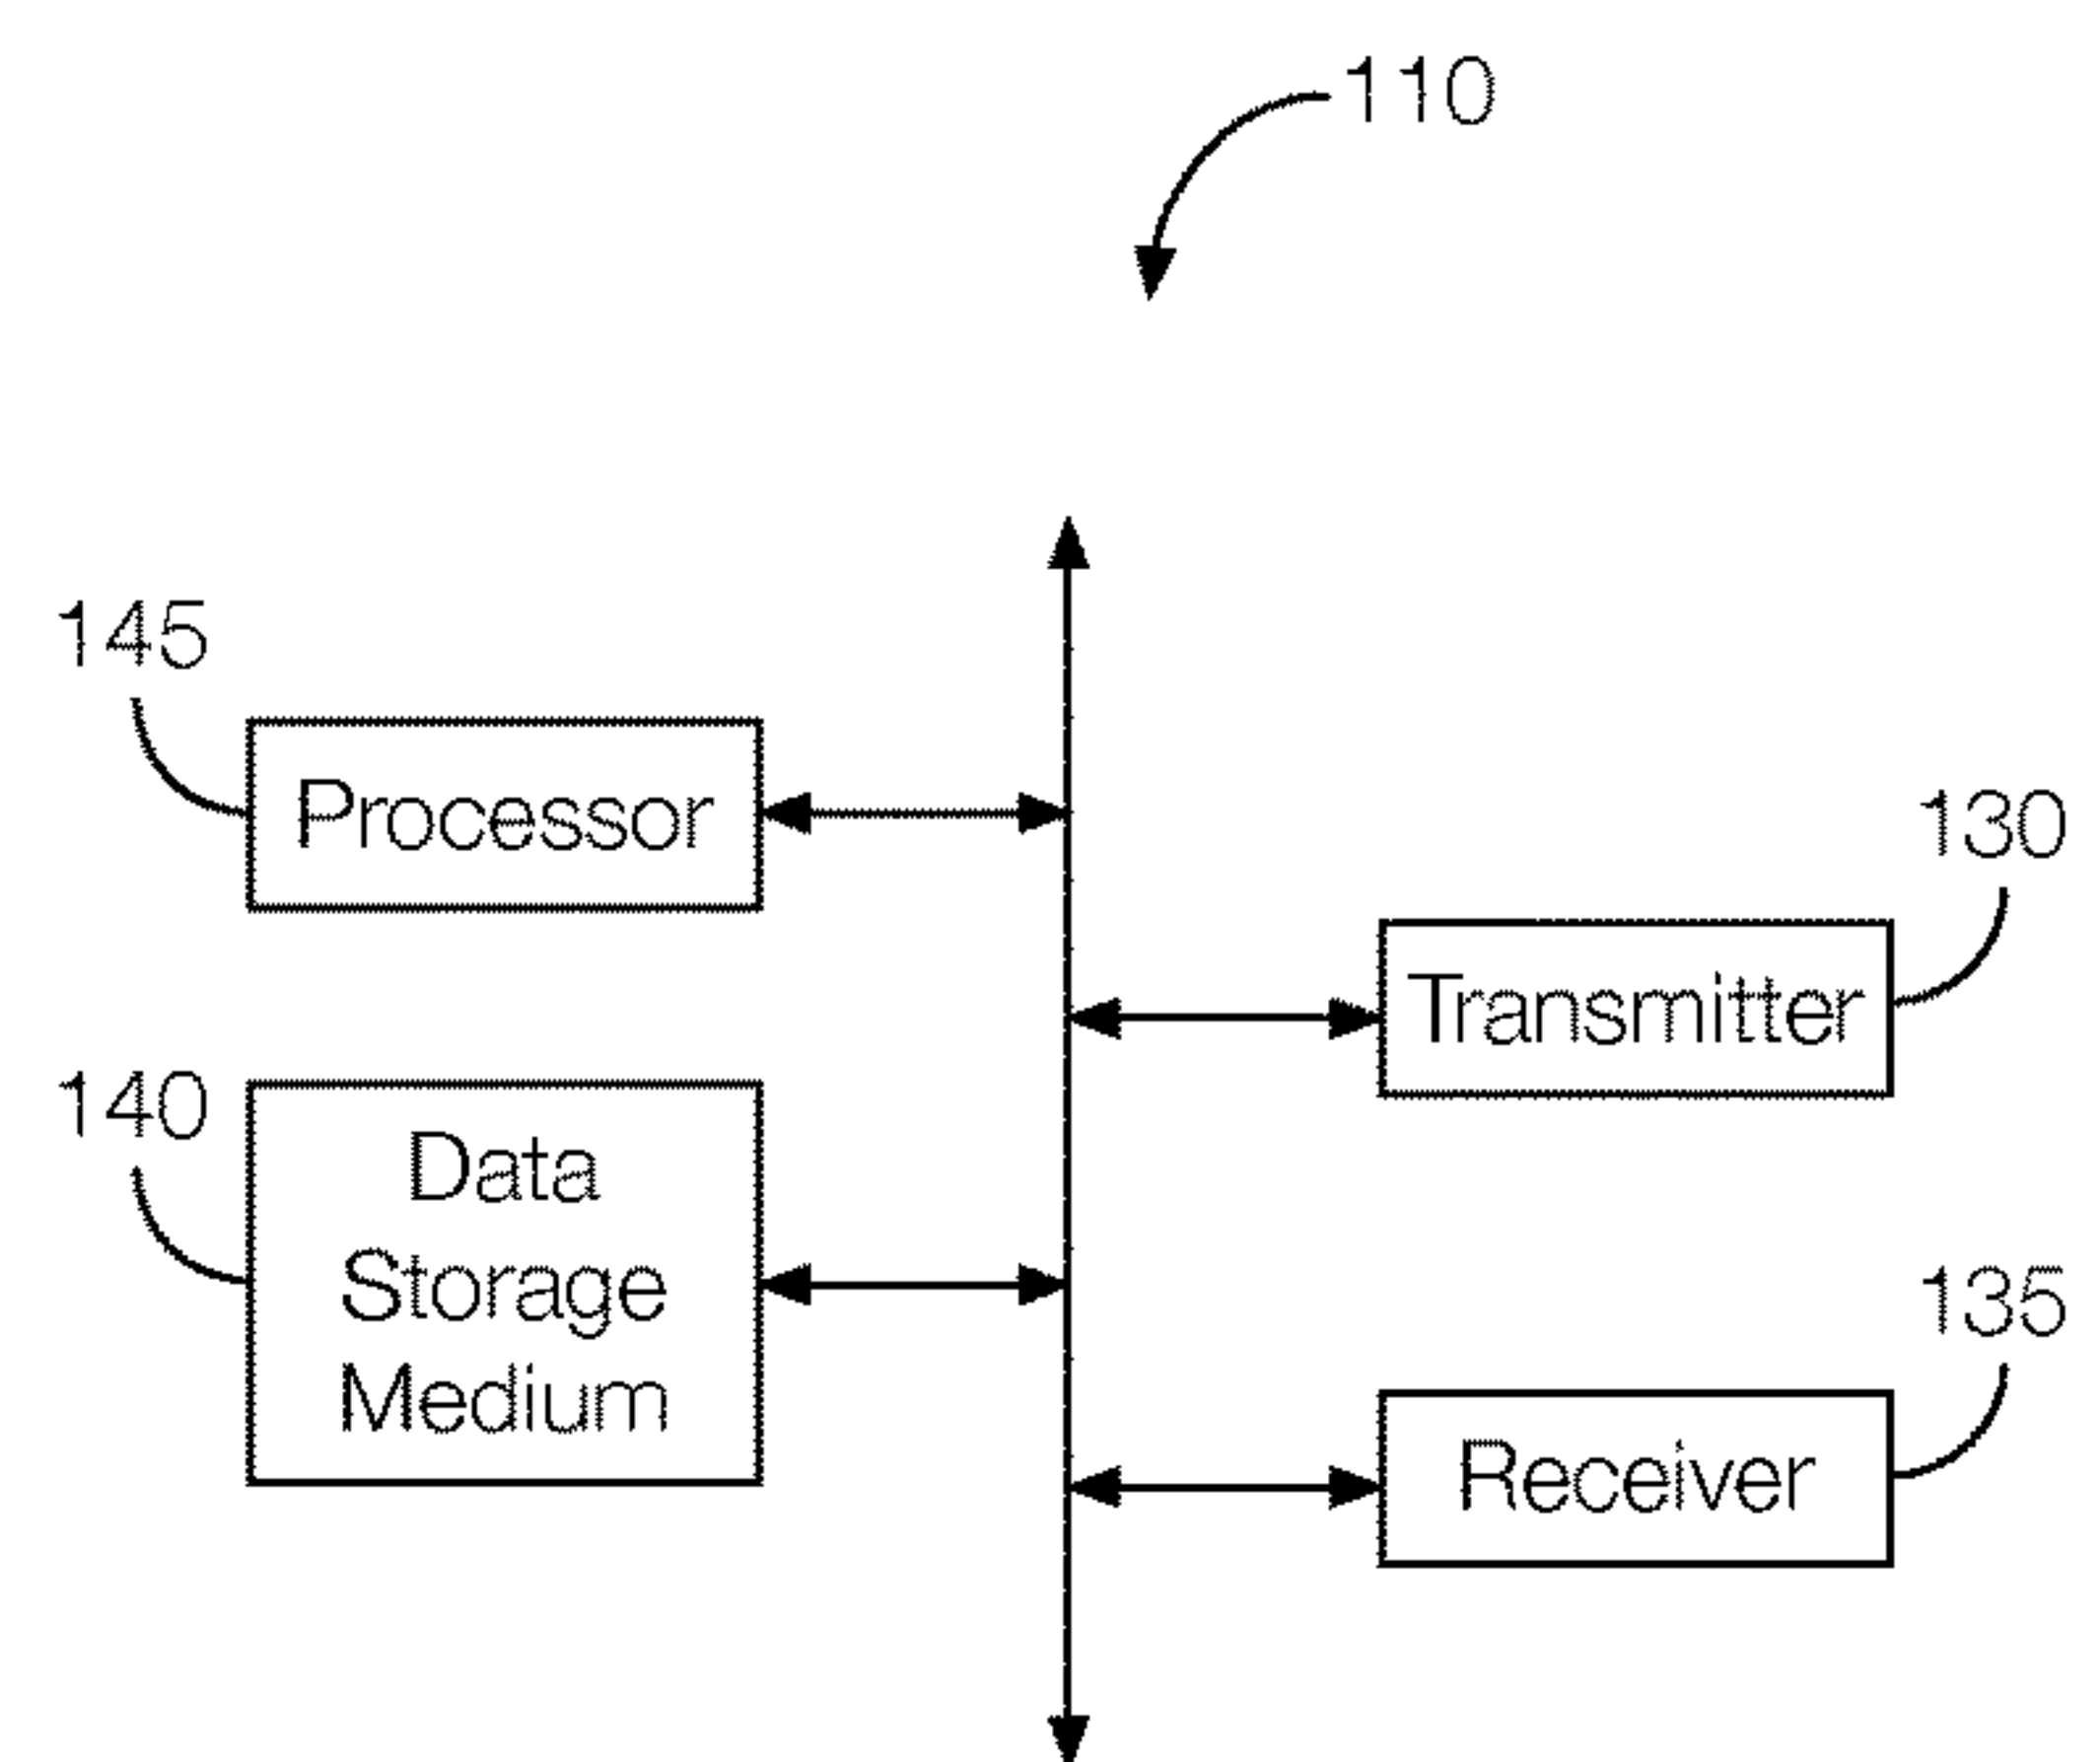 110
145
Processor
130
Transmitter
140
Data
Storage
Medium
135
Receiver